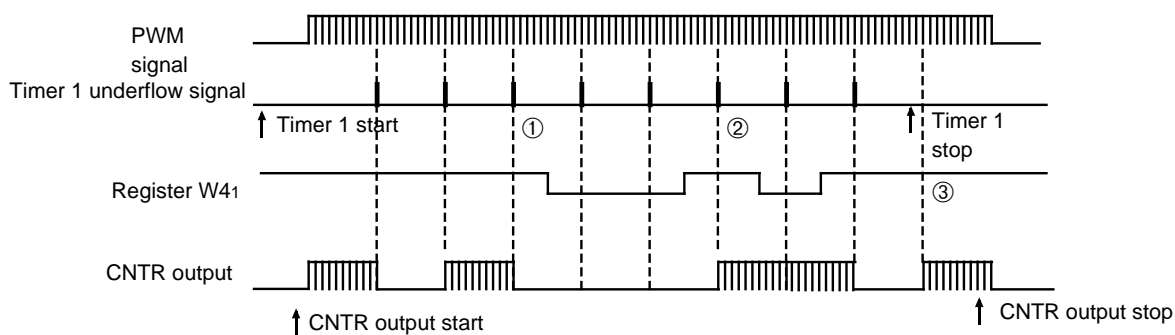 PWM
signal
Timer 1 underflow signal
Timer 1 start
①
②
Timer 1
stop
Register W41
③
CNTR output
CNTR output start
CNTR output stop